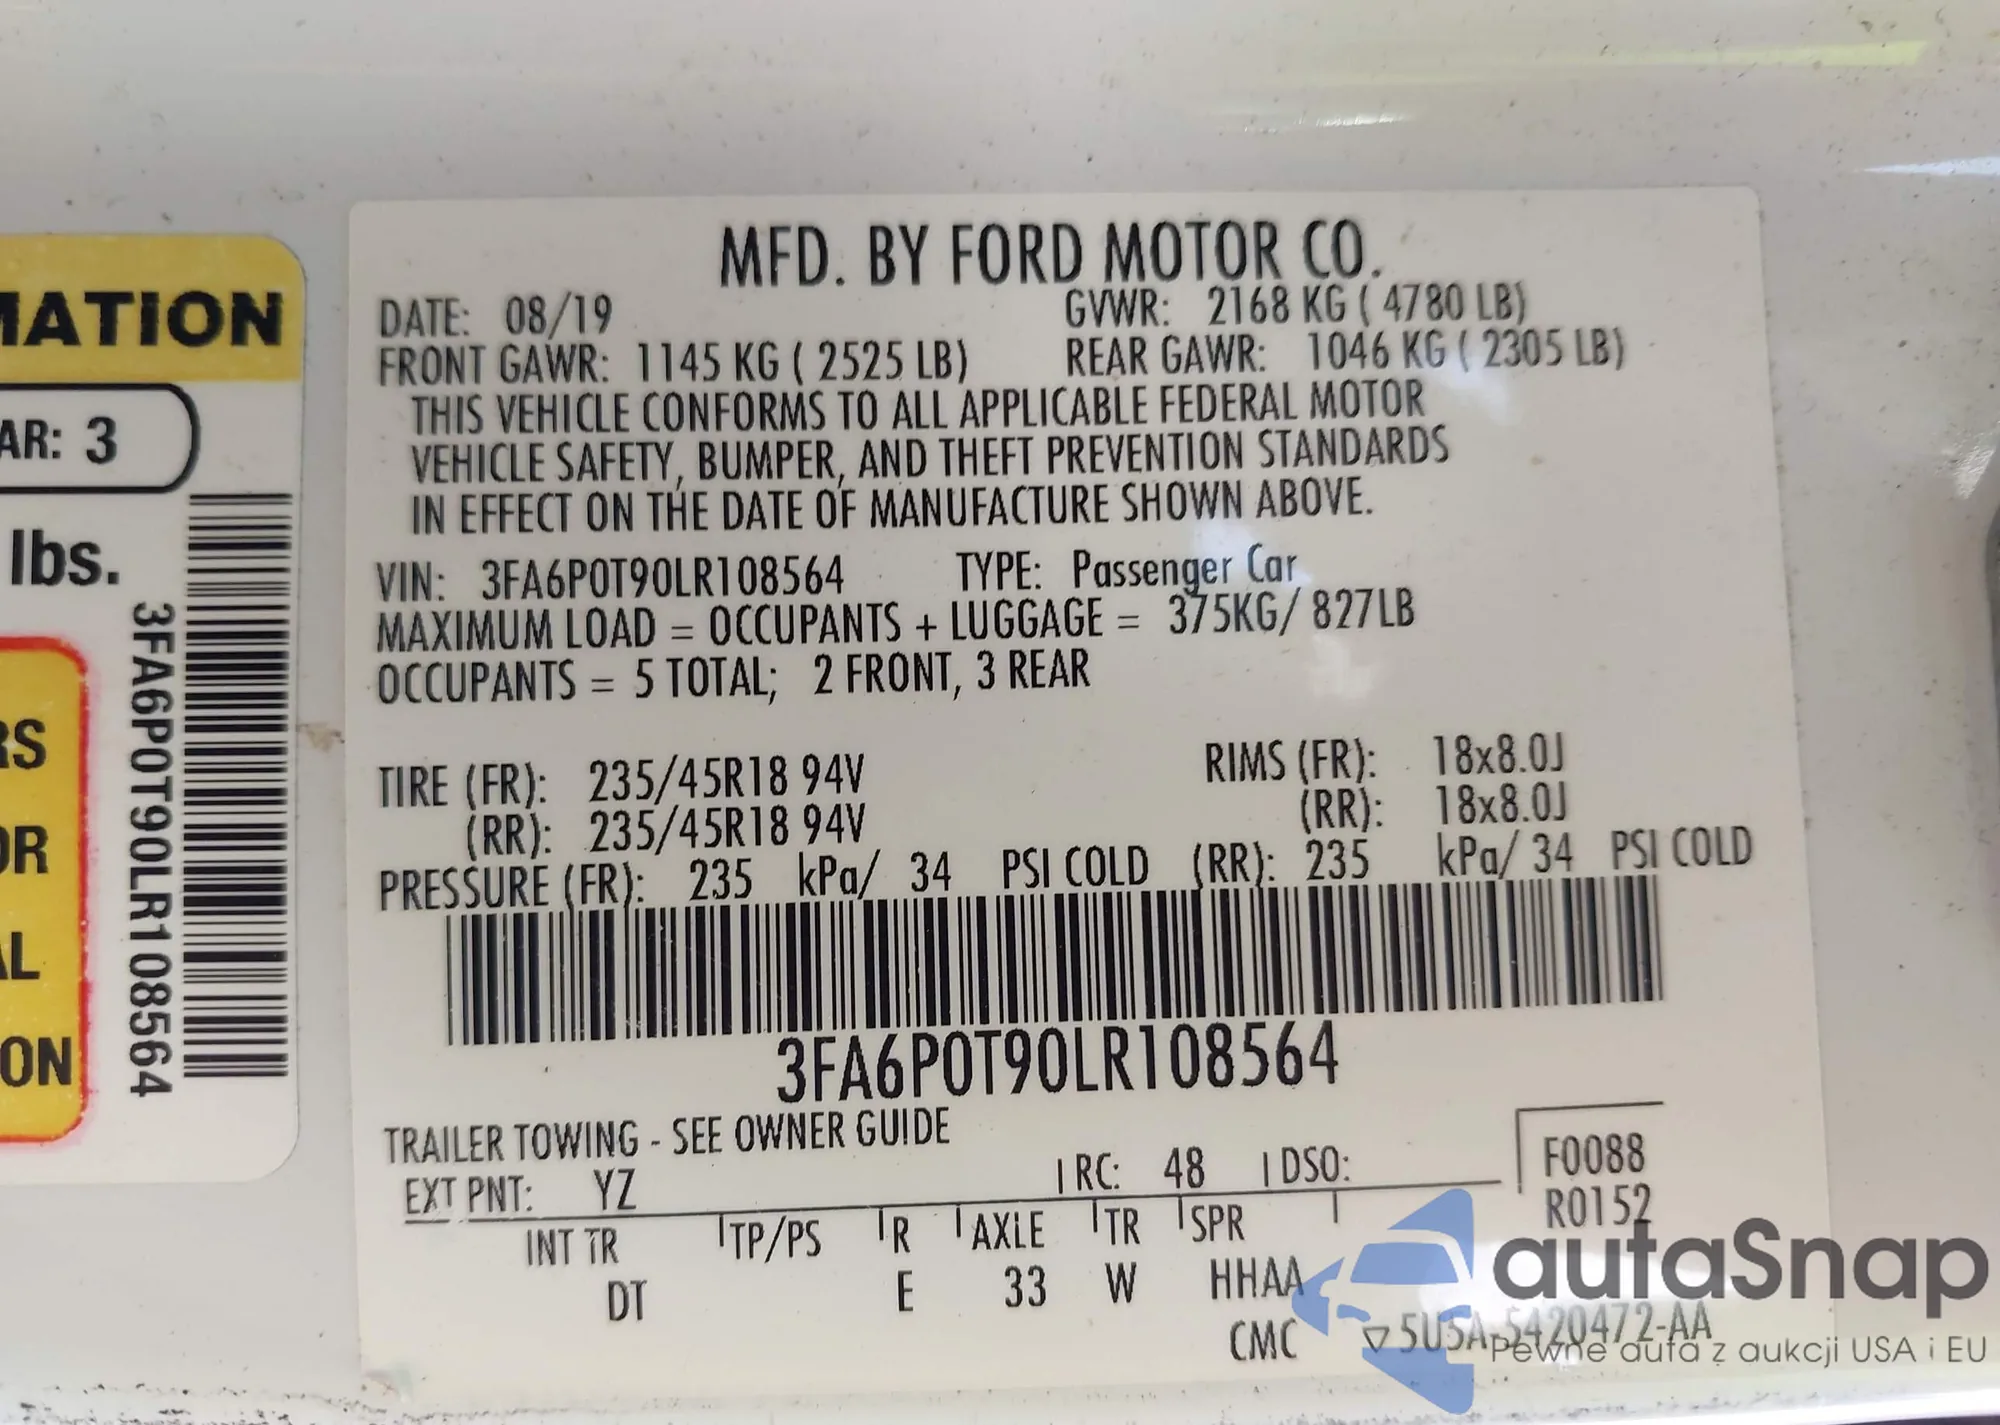 MATION
AR: 3
lbs.
3FA6P0T90LR108564
RS
OR
AL
ON
MFD. BY FORD MOTOR CO.
DATE: 08/19 GVWR: 2168 KG ( 4780 LB)
FRONT GAWR: 1145 KG ( 2525 LB) REAR GAWR: 1046 KG ( 2305 LB)
THIS VEHICLE CONFORMS TO ALL APPLICABLE FEDERAL MOTOR
VEHICLE SAFETY, BUMPER, AND THEFT PREVENTION STANDARDS
IN EFFECT ON THE DATE OF MANUFACTURE SHOWN ABOVE.
VIN: 3FA6P0T90LR108564 TYPE: Passenger Car
MAXIMUM LOAD = OCCUPANTS + LUGGAGE = 375KG/ 827LB
OCCUPANTS = 5 TOTAL; 2 FRONT, 3 REAR
TIRE (FR): 235/45R18 94V RIMS (FR): 18x8.0J
(RR): 235/45R18 94V (RR): 18x8.0J
PRESSURE (FR): 235 kPa/ 34 PSI COLD (RR): 235 kPa/ 34 PSI COLD
3FA6P0T90LR108564
TRAILER TOWING - SEE OWNER GUIDE
EXT PNT: YZ RC: 48 DSO: F0088
R0152
INT TR TP/PS R AXLE TR SPR
DT E 33 W HHAA
CMC ▽5U5A-5420472-AA
autaSnap
Pewne auta z aukcji USA i EU